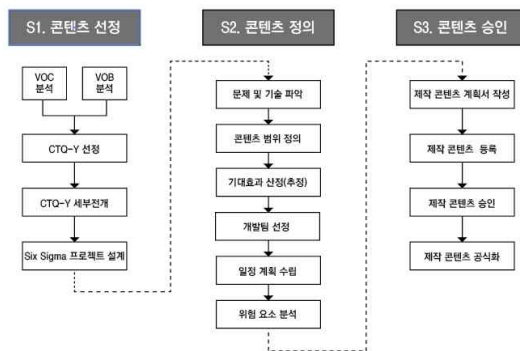 S1. 콘텐츠 선정
VOC
분석
VOB
분석
CTQ-Y 선정
CTQ-Y 세부전개
Six Sigma 프로젝트 설계
S2. 콘텐츠 정의
문제 및 기술 파악
콘텐츠 범위 정의
기대효과 산정(추정)
개발팀 선정
일정 계획 수립
위험 요소 분석
S3. 콘텐츠 승인
제작 콘텐츠 계획서 작성
제작 콘텐츠 등록
제작 콘텐츠 승인
제작 콘텐츠 공식화